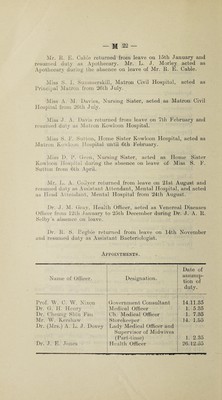 — M 22 —
Mr. R. E. Cable returned from leave on 15th January and
resumed duty as Apothecary. Mr. L. J. Morley acted as
Apothecary during the absence on leave of Mr. R. E. Cable.
Miss S. I. Summerskill, Matron Civil Hospital, acted as
Principal Matron from 26th July.
Miss A. M. Davies, Nursing Sister, acted as Matron Civil
Hospital from 26th July.
Miss J. A. Davis returned from leave on 7th February and
resumed duty as Matron Kowloon Hospital.
Miss S. F. Sutton, Home Sister Kowloon Hospital, acted as
Matron Kowloon Hospital until 6th February.
Miss D. P. Green, Nursing Sister, acted as Home Sister
Kowloon Hospital during the absence on leave of Miss S. F.
Sutton from 6th April.
Mr. L. A. Collyer returned from leave on 21st August and
resumed duty as Assistant Attendant, Mental Hospital, and acted
as Head Attendant, Mental Hospital from 24th August.
Dr. J. M. Gray, Health Officer, acted as Venereal Diseases
Officer from 12th January to 25th December during Dr. J. A. R.
Selby's absence on leave.
Dr. E. S. Begbie returned from leave on 14th November
and resumed duty as Assistant Bacteriologist.
APPOINTMENTS.
Name of Officer. Designation. Date of assumption of duty.
Prof. W. C. W. Nixon Government Consultant 14.11.35
Dr. G. H. Henry Medical Officer 1. 5.35
Dr. Cheung Shiu Fan Ch. Medical Officer 1. 7.35
Mr. W. Kershaw Storekeeper 14. 1.35
Dr. (Mrs.) A. L. J. Dovey Lady Medical Officer and
Supervisor of Midwives
(Part-time) 1. 2.35
Dr. J. E. Jones Health Officer 26.12.35